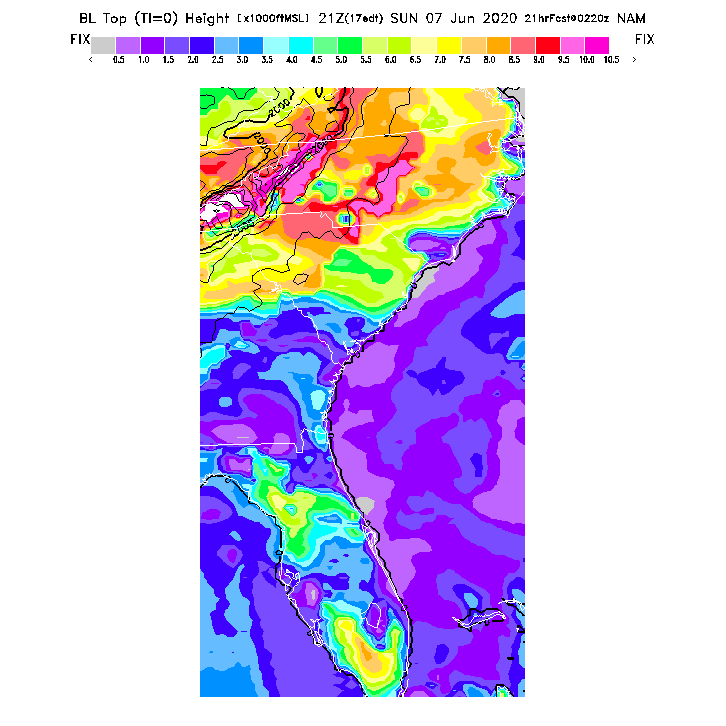 BL Top (TI=0) Height [x1000ftMSL] 21Z(17edt) SUN 07 Jun 2020 21hrFcst@0220z NAM
FIX FIX
< 0.5 1.0 1.5 2.0 2.5 3.0 3.5 4.5 5.0 5.5 6.0 6.5 7.0 7.5 8.0 8.5 9.0 9.5 10.0 10.5 >
2000
2000